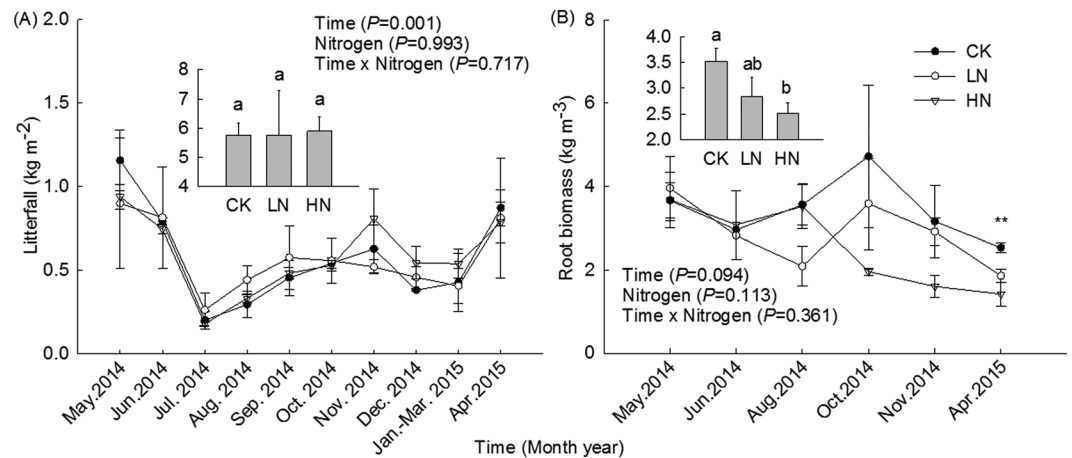 (A)
2.0
1.5
1.0
0.5
0.0
Litterfall (kg m-2)
Time (P=0.001)
Nitrogen (P=0.993)
Time x Nitrogen (P=0.717)
8
7
6
5
4
a a a
CK LN HN
May.2014
Jun.2014
Jul. 2014
Aug. 2014
Sep. 2014
Oct. 2014
Nov. 2014
Dec. 2014
Jan.-Mar. 2015
Apr.2015
(B)
8
6
4
2
0
Root biomass (kg m-3)
4.0
3.5
3.0
2.5
2.0
a ab b
CK LN HN
CK
LN
HN
**
Time (P=0.094)
Nitrogen (P=0.113)
Time x Nitrogen (P=0.361)
May.2014
Jun.2014
Aug.2014
Oct.2014
Nov.2014
Apr.2015
Time (Month year)